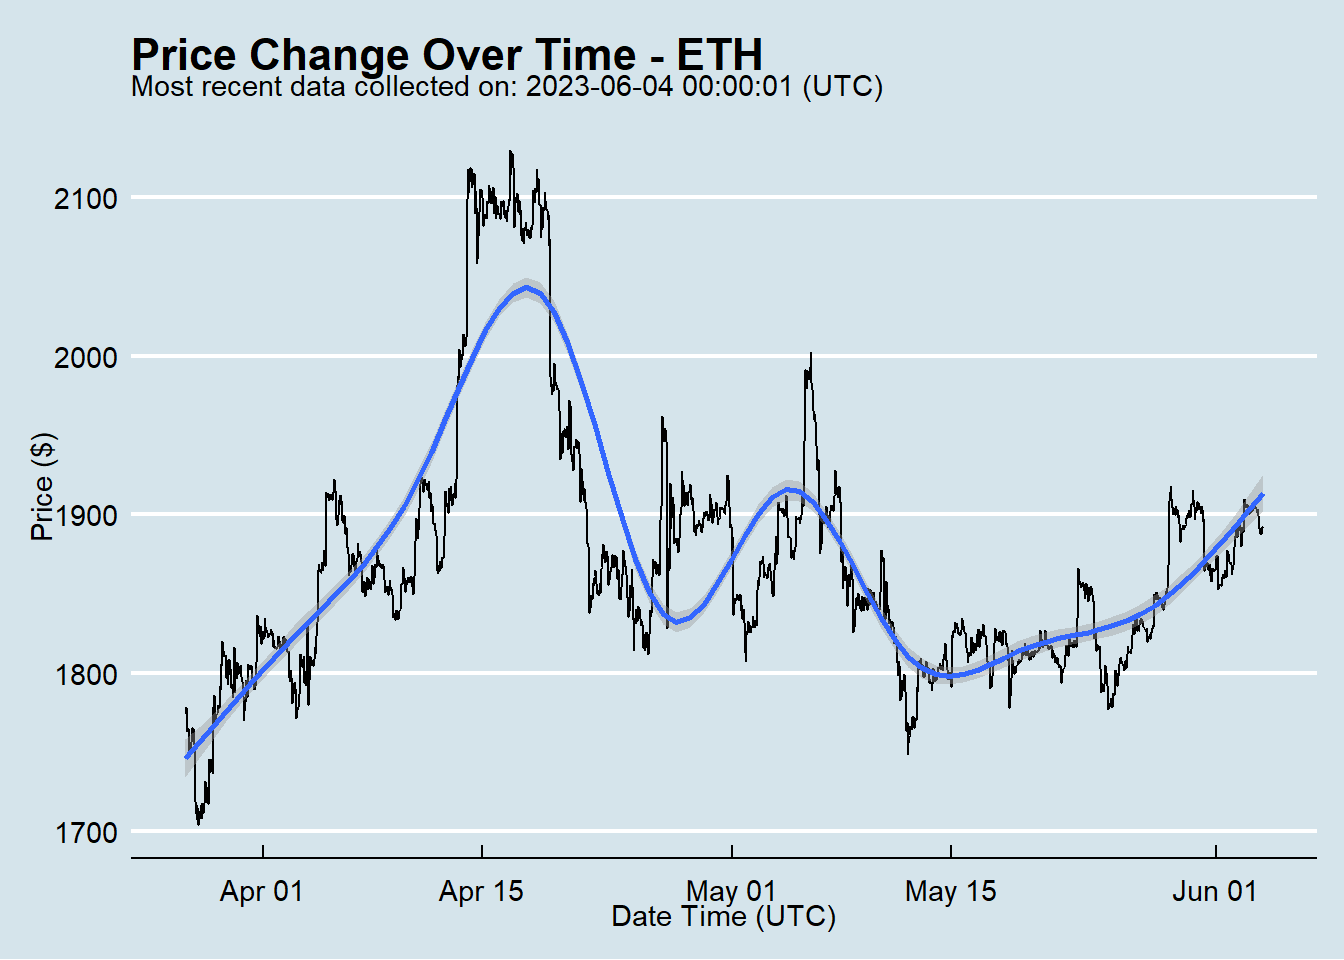 Price Change Over Time - ETH
Most recent data collected on: 2023-06-04 00:00:01 (UTC)
2100
2000
1900
1800
1700
Price ($)
Apr 01
Apr 15
May 01
May 15
Jun 01
Date Time (UTC)